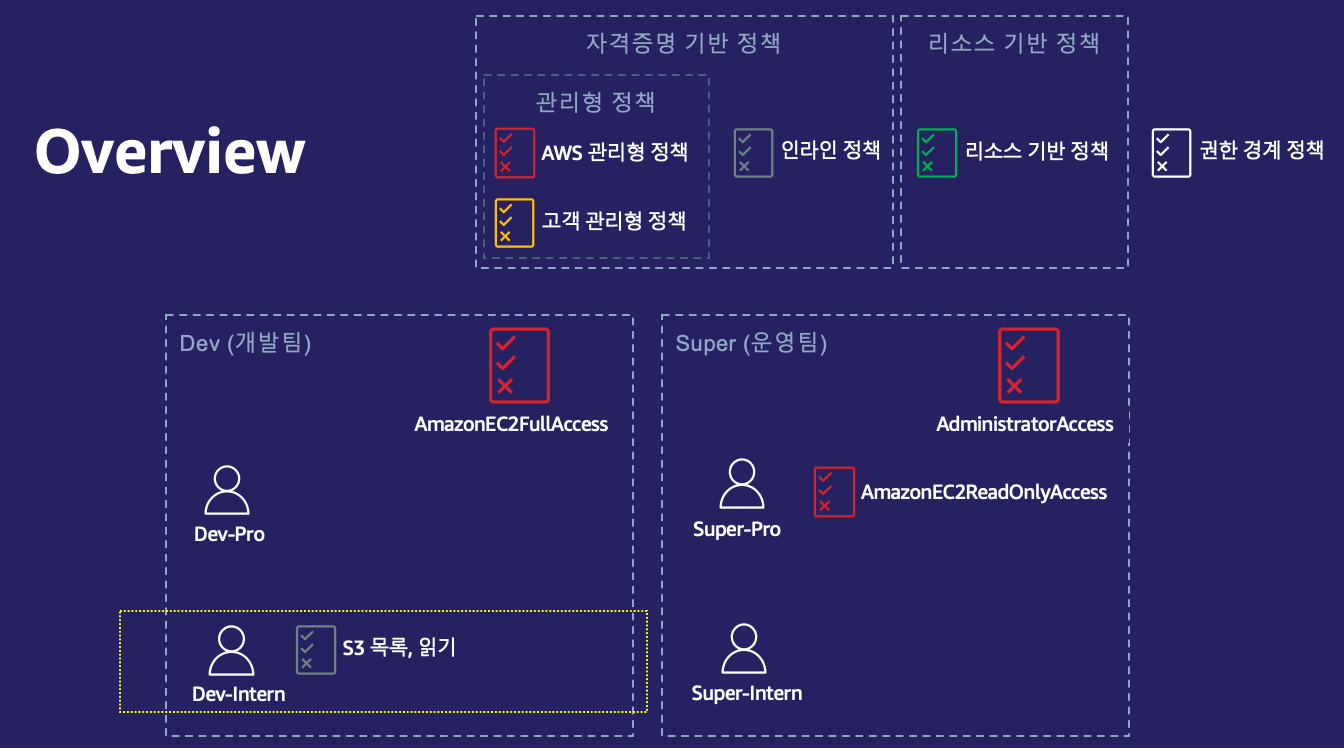 Overview
자격증명 기반 정책
관리형 정책
AWS 관리형 정책
고객 관리형 정책
인라인 정책
리소스 기반 정책
리소스 기반 정책
권한 경계 정책
Dev (개발팀)
AmazonEC2FullAccess
Dev-Pro
Dev-Intern
S3 목록, 읽기
Super (운영팀)
AdministratorAccess
Super-Pro
AmazonEC2ReadOnlyAccess
Super-Intern